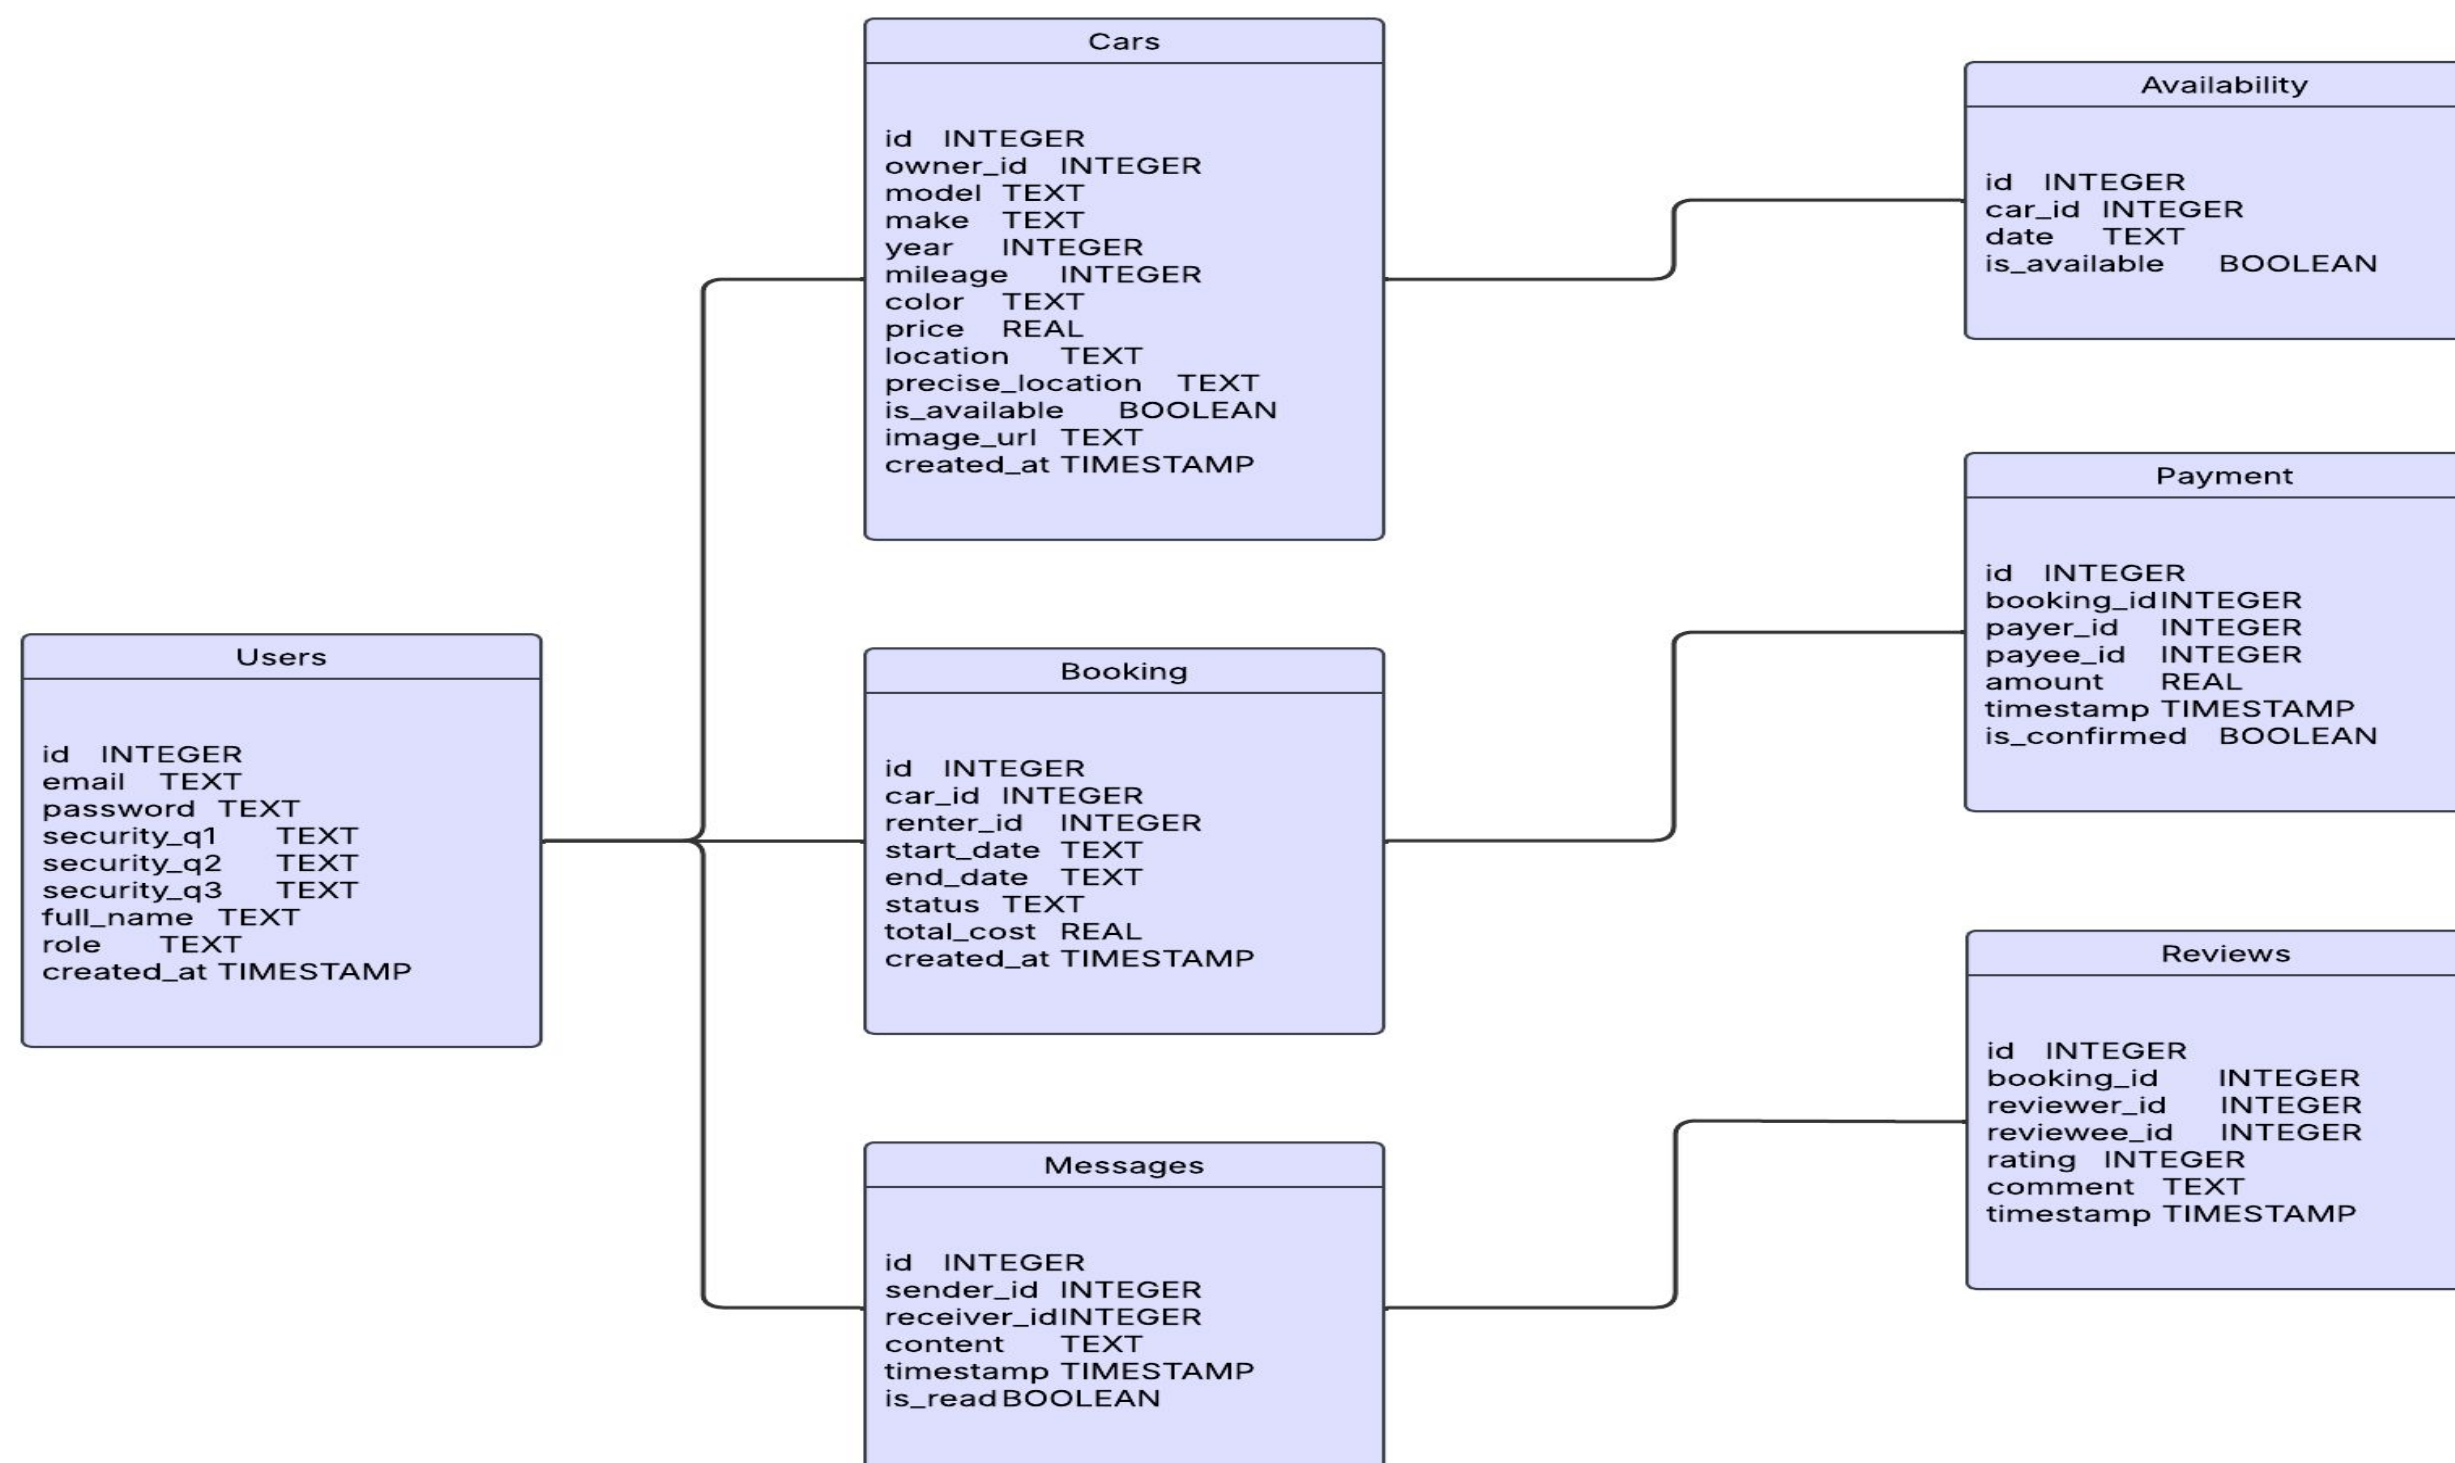 Cars
id INTEGER
owner_id INTEGER
model TEXT
make TEXT
year INTEGER
mileage INTEGER
color TEXT
price REAL
location TEXT
precise_location TEXT
is_available BOOLEAN
image_url TEXT
created_at TIMESTAMP
Availability
id INTEGER
car_id INTEGER
date TEXT
is_available BOOLEAN
Payment
id INTEGER
booking_id INTEGER
payer_id INTEGER
payee_id INTEGER
amount REAL
timestamp TIMESTAMP
is_confirmed BOOLEAN
Users
id INTEGER
email TEXT
password TEXT
security_q1 TEXT
security_q2 TEXT
security_q3 TEXT
full_name TEXT
role TEXT
created_at TIMESTAMP
Booking
id INTEGER
car_id INTEGER
renter_id INTEGER
start_date TEXT
end_date TEXT
status TEXT
total_cost REAL
created_at TIMESTAMP
Reviews
id INTEGER
booking_id INTEGER
reviewer_id INTEGER
reviewee_id INTEGER
rating INTEGER
comment TEXT
timestamp TIMESTAMP
Messages
id INTEGER
sender_id INTEGER
receiver_id INTEGER
content TEXT
timestamp TIMESTAMP
is_read BOOLEAN